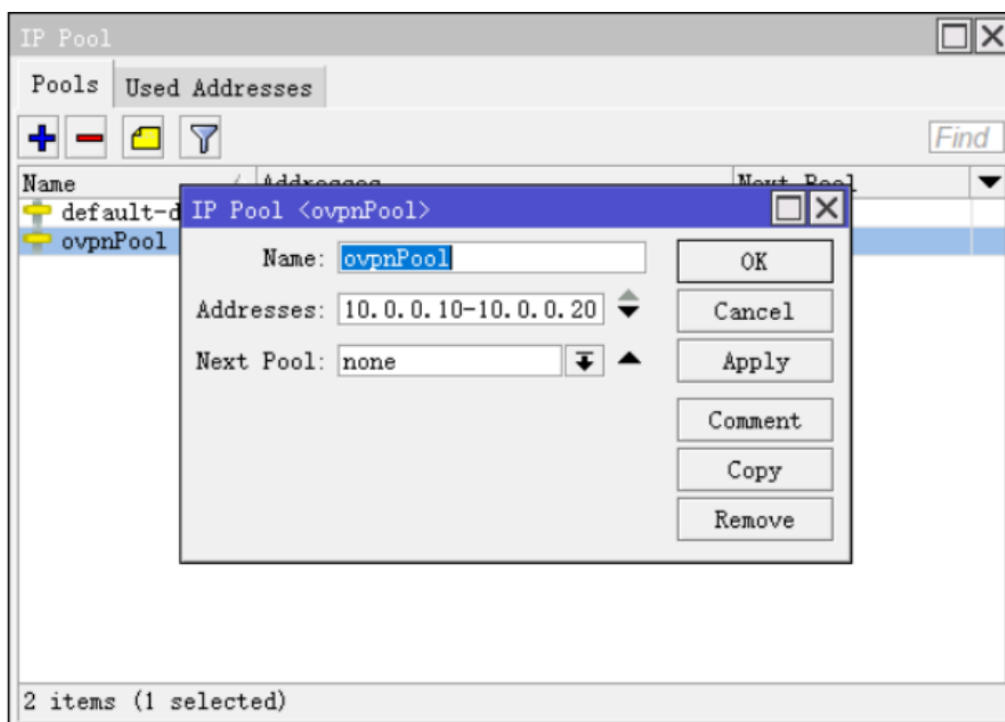 IP Pool
Pools Used Addresses
Find
Name Addresses Next Pool
default-d
ovpnPool
IP Pool <ovpnPool>
Name: ovpnPool
Addresses: 10.0.0.10-10.0.0.20
Next Pool: none
OK
Cancel
Apply
Comment
Copy
Remove
2 items (1 selected)